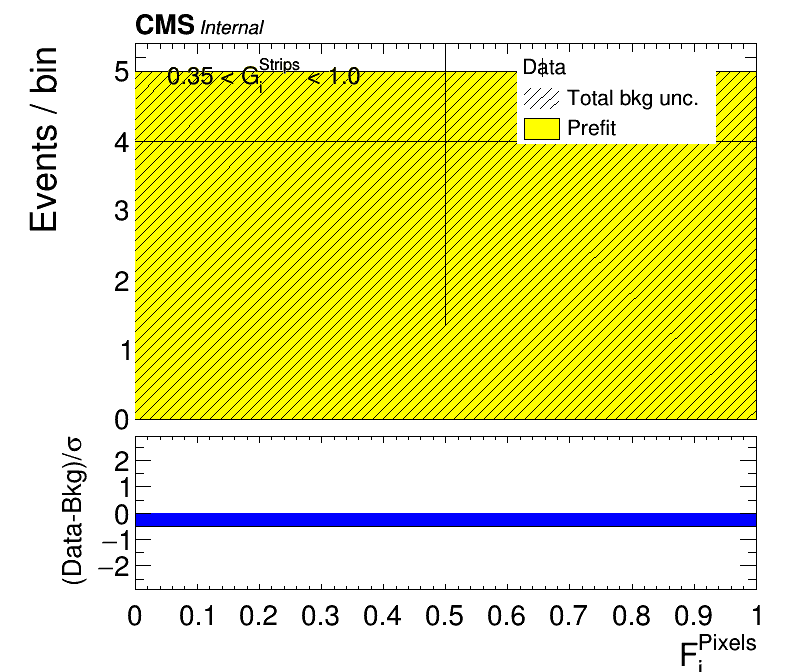 CMS Internal
Events / bin
0.35 < G_i^Strips < 1.0
Data
Total bkg unc.
Prefit
5
4
3
2
1
0
(Data-Bkg)/σ
2
1
0
−1
−2
0 0.1 0.2 0.3 0.4 0.5 0.6 0.7 0.8 0.9 1
F_i^Pixels